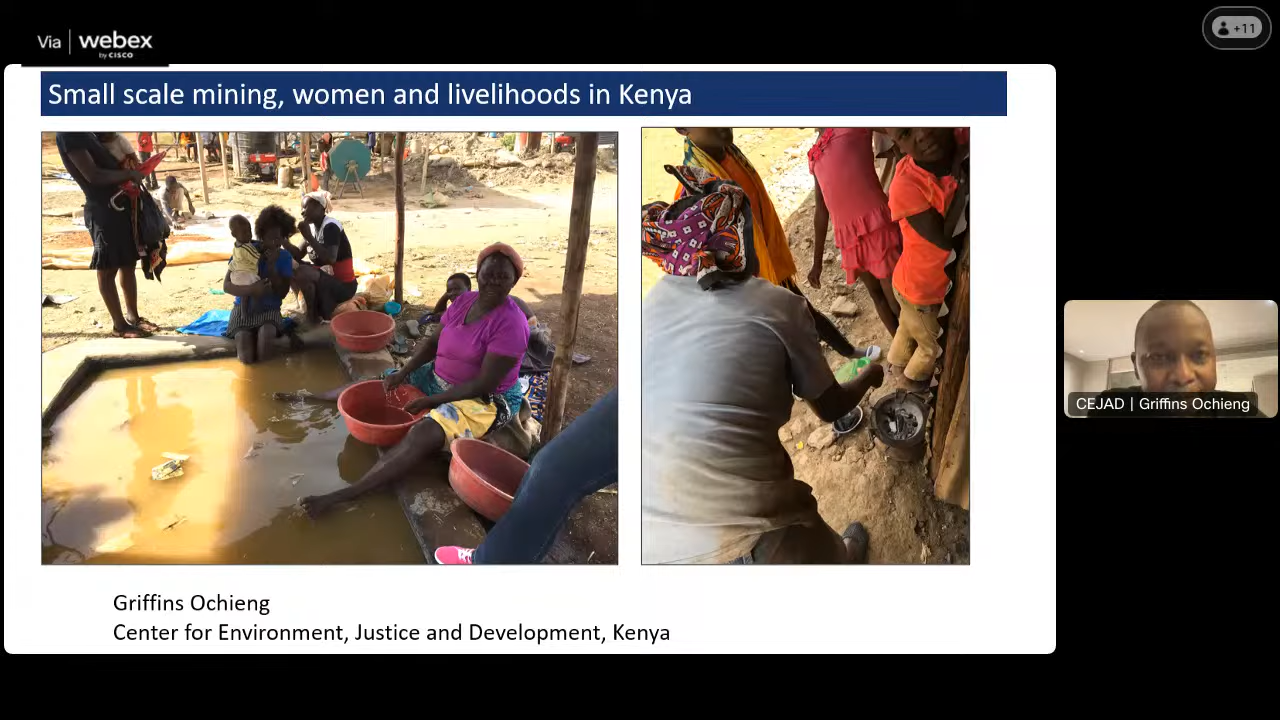 Via | webex
by CISCO
+11
Small scale mining, women and livelihoods in Kenya
CEJAD | Griffins Ochieng
Griffins Ochieng
Center for Environment, Justice and Development, Kenya